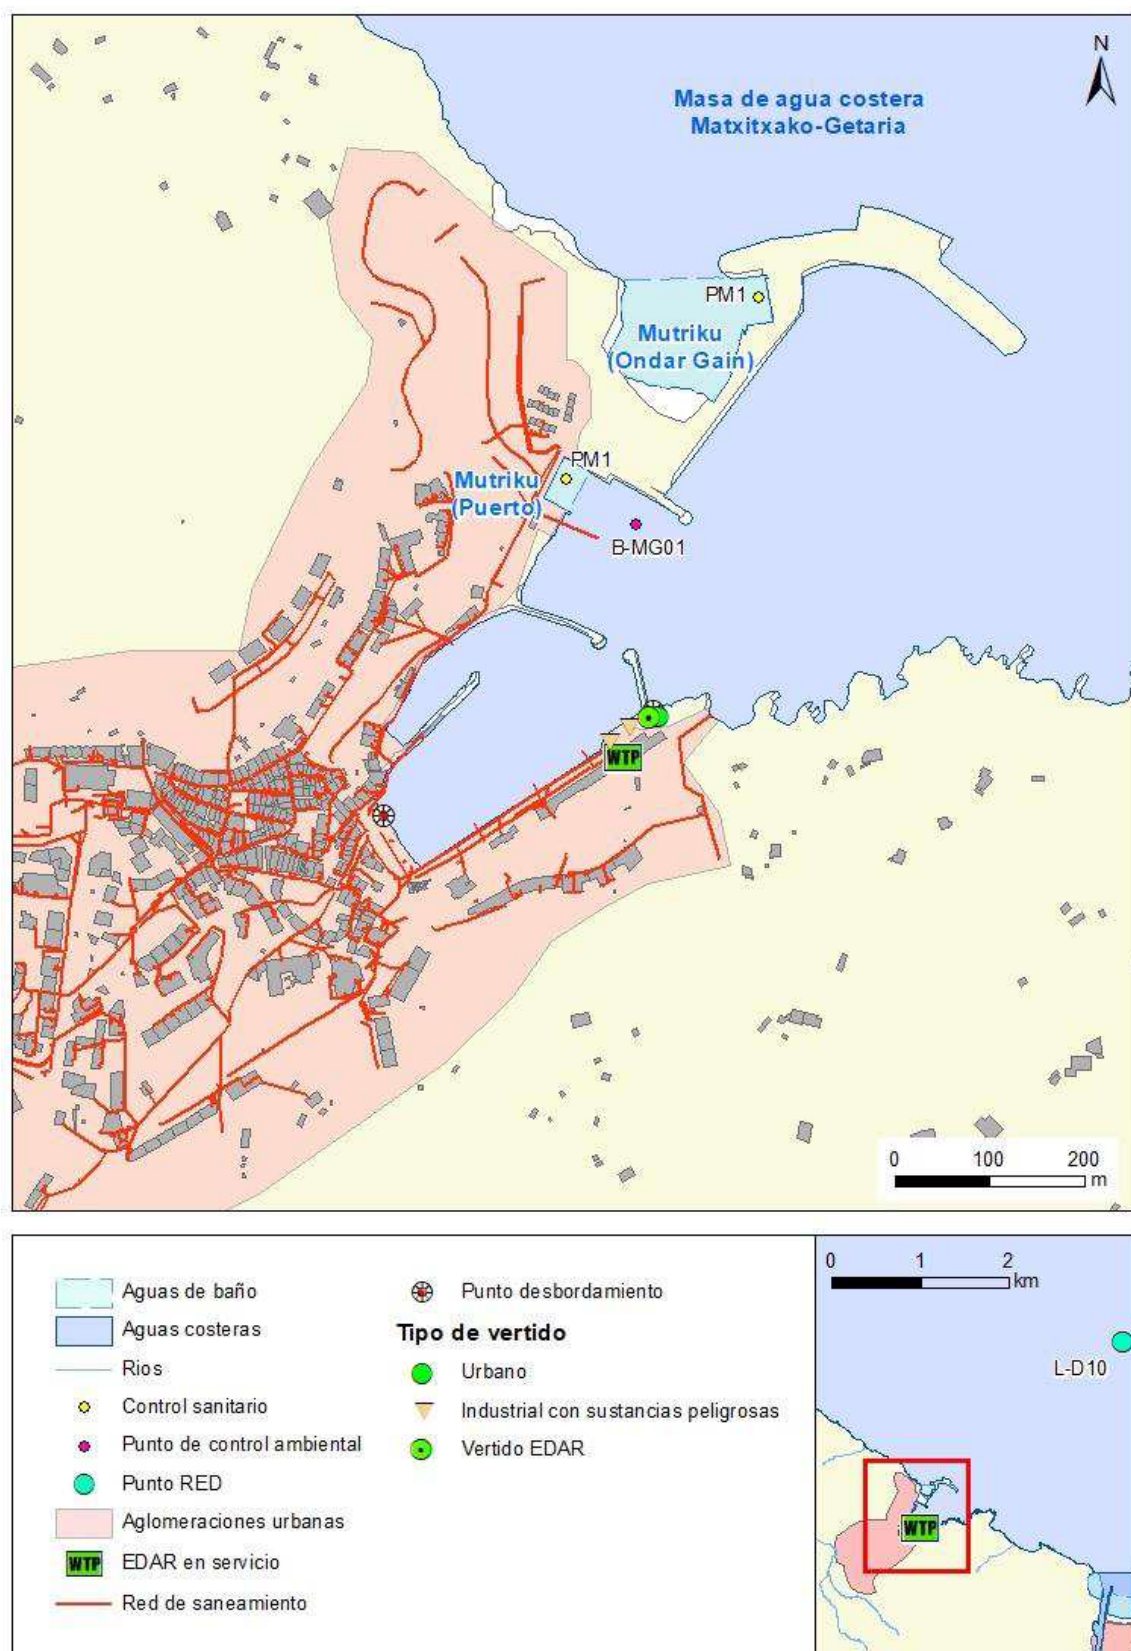 N
Masa de agua costera
Matxitxako-Getaria
PM1
Mutriku
(Ondar Gain)
PM1
Mutriku
(Puerto)
B-MG01
WTP
0 100 200
m
Aguas de baño
Aguas costeras
Rios
Control sanitario
Punto de control ambiental
Punto RED
Aglomeraciones urbanas
WTP EDAR en servicio
Red de saneamiento
Punto desbordamiento
Tipo de vertido
Urbano
Industrial con sustancias peligrosas
Vertido EDAR
0 1 2
km
L-D10
WTP